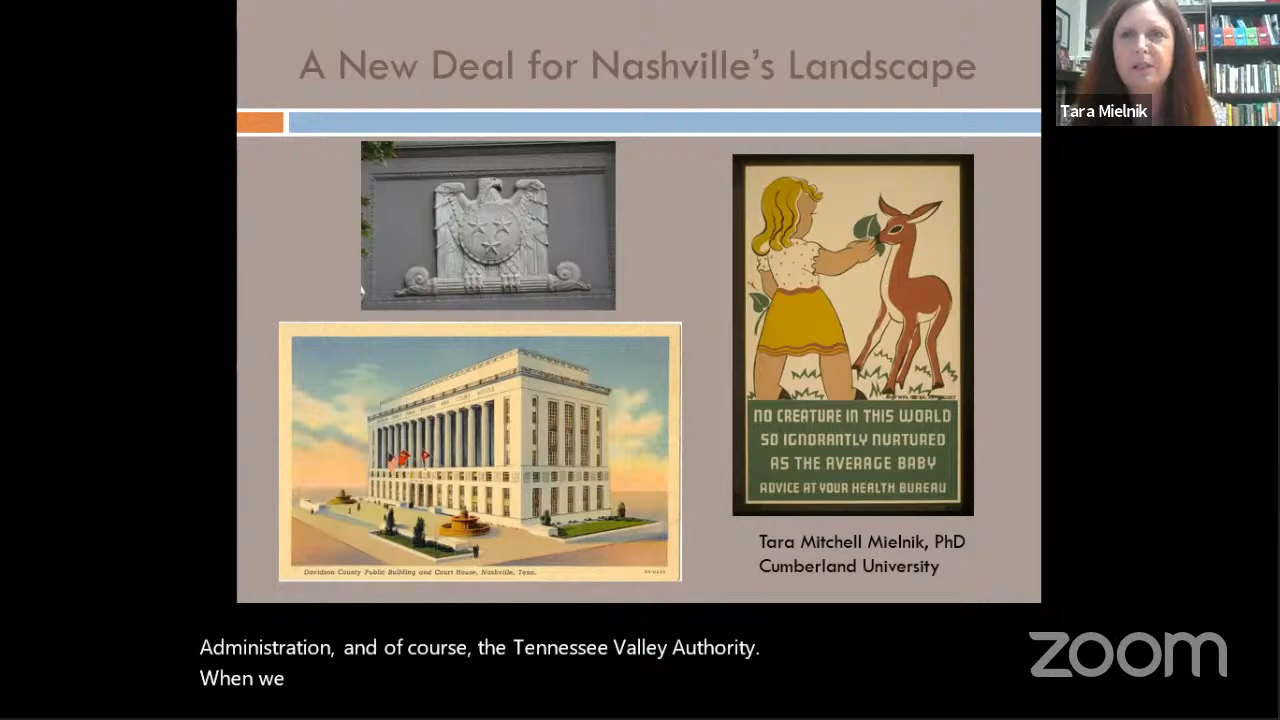 A New Deal for Nashville's Landscape
Tara Mielnik
NO CREATURE IN THIS WORLD
SO IGNORANTLY NURTURED
AS THE AVERAGE BABY
ADVICE AT YOUR HEALTH BUREAU
Davidson County Public Building and Court House, Nashville, Tenn.
Tara Mitchell Mielnik, PhD
Cumberland University
Administration, and of course, the Tennessee Valley Authority.
When we
zoom